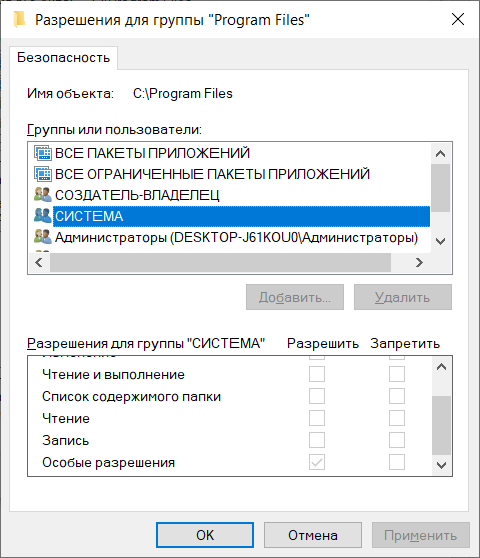 Разрешения для группы "Program Files"
Безопасность
Имя объекта: C:\Program Files
Группы или пользователи:
ВСЕ ПАКЕТЫ ПРИЛОЖЕНИЙ
ВСЕ ОГРАНИЧЕННЫЕ ПАКЕТЫ ПРИЛОЖЕНИЙ
СОЗДАТЕЛЬ-ВЛАДЕЛЕЦ
СИСТЕМА
Администраторы (DESKTOP-J61KOU0\Администраторы)
Добавить... Удалить
Разрешения для группы "СИСТЕМА" Разрешить Запретить
Чтение и выполнение
Список содержимого папки
Чтение
Запись
Особые разрешения
OK Отмена Применить